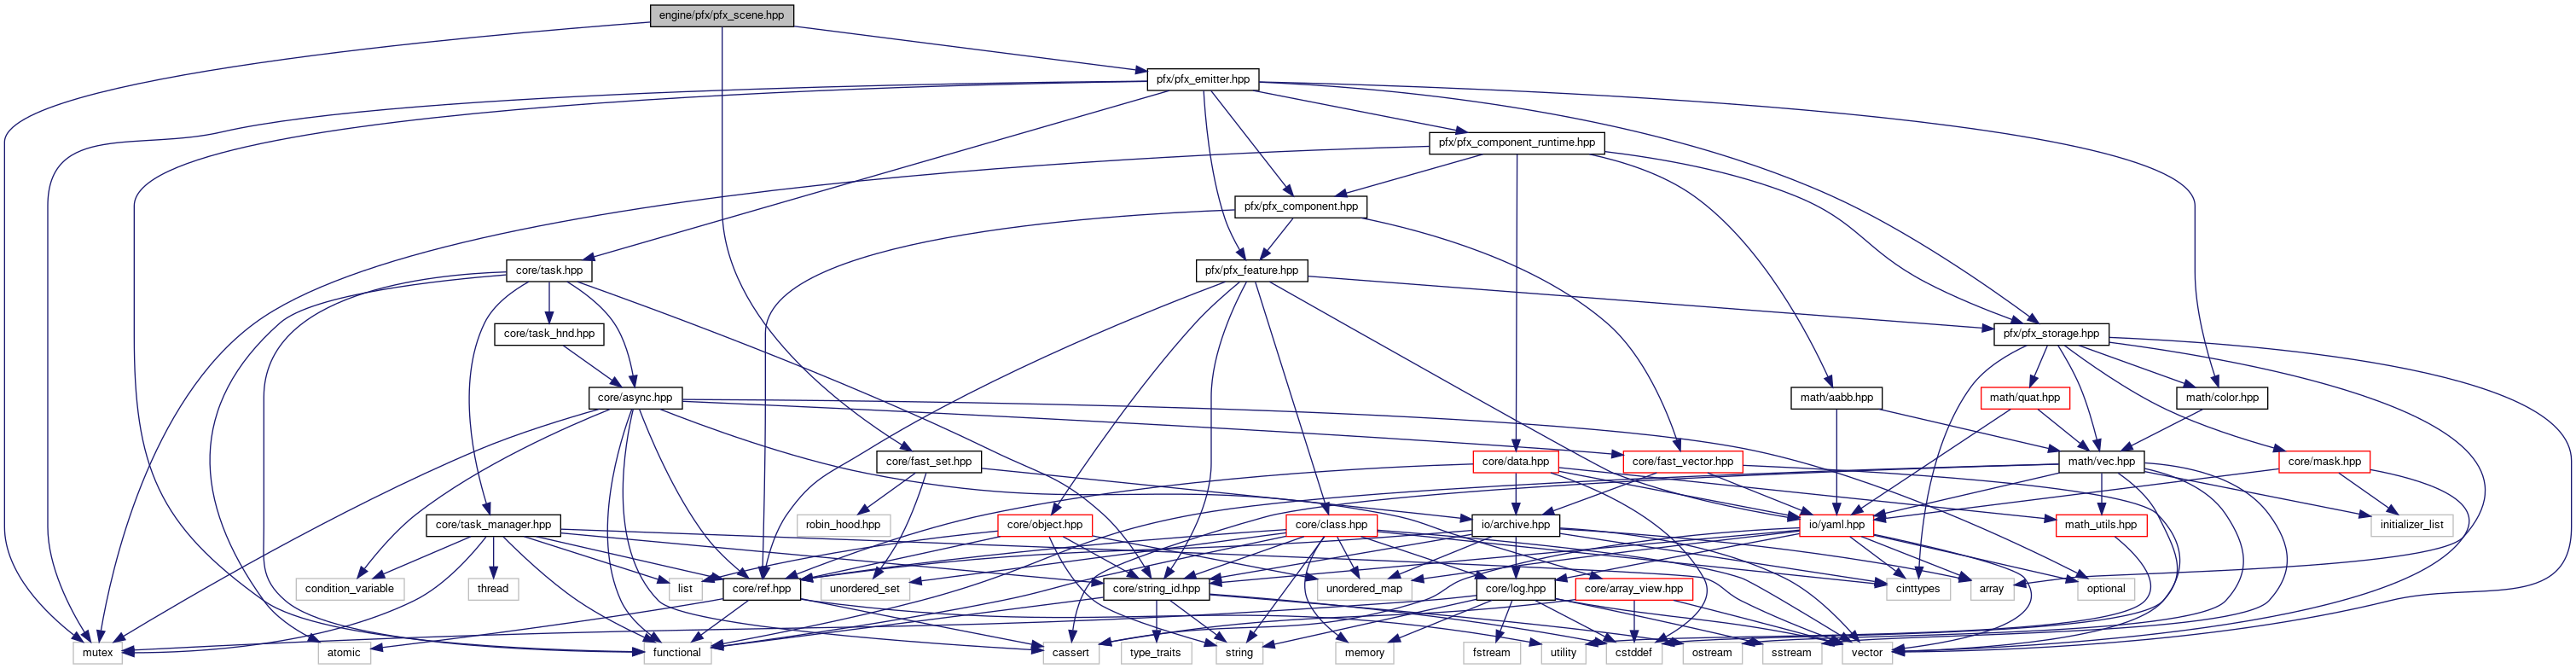 engine/pfx/pfx_scene.hpp
pfx/pfx_emitter.hpp
pfx/pfx_component_runtime.hpp
pfx/pfx_component.hpp
core/task.hpp
pfx/pfx_feature.hpp
core/task_hnd.hpp
pfx/pfx_storage.hpp
core/async.hpp
math/aabb.hpp
math/quat.hpp
math/color.hpp
core/fast_set.hpp
core/data.hpp
core/fast_vector.hpp
math/vec.hpp
core/mask.hpp
core/task_manager.hpp
robin_hood.hpp
core/object.hpp
core/class.hpp
io/archive.hpp
io/yaml.hpp
math_utils.hpp
initializer_list
condition_variable
thread
list
core/ref.hpp
unordered_set
core/string_id.hpp
unordered_map
core/log.hpp
core/array_view.hpp
cinttypes
array
optional
mutex
atomic
functional
cassert
type_traits
string
memory
fstream
utility
cstddef
ostream
sstream
vector